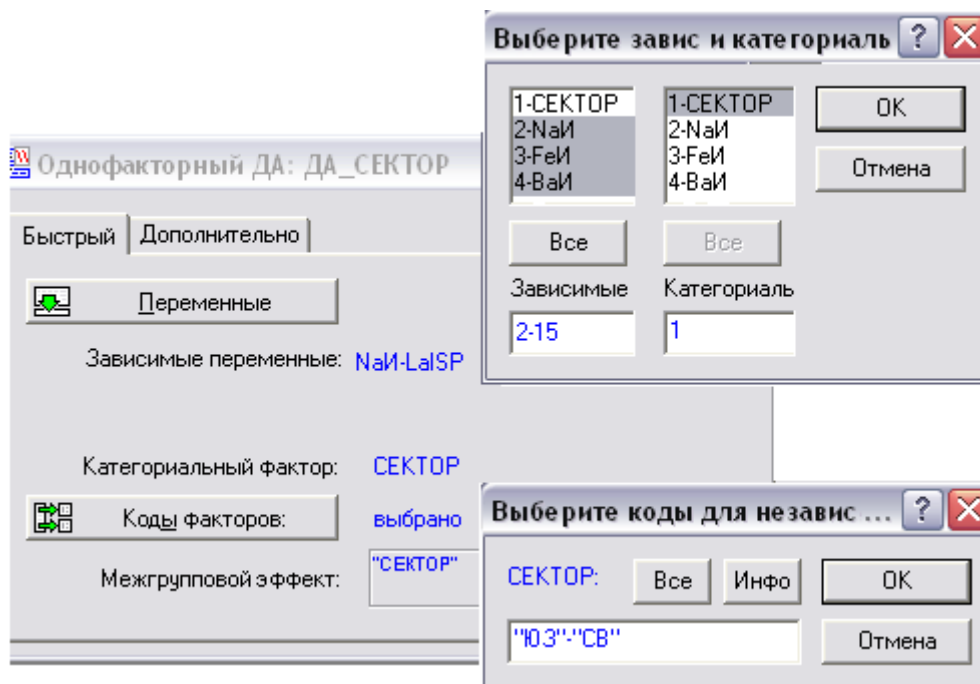 Выберите завис и категориаль
1-СЕКТОР
2-NaИ
3-FeИ
4-BaИ
1-СЕКТОР
2-NaИ
3-FeИ
4-BaИ
OK
Отмена
Все
Все
Зависимые
Категориаль
2-15
1
Однофакторный ДА: ДА_СЕКТОР
Быстрый
Дополнительно
Переменные
Зависимые переменные: NaИ-LaISP
Категориальный фактор: СЕКТОР
Коды факторов: выбрано
Межгрупповой эффект: "СЕКТОР"
Выберите коды для независ ...
СЕКТОР:
Все
Инфо
OK
"ЮЗ"-"СВ"
Отмена